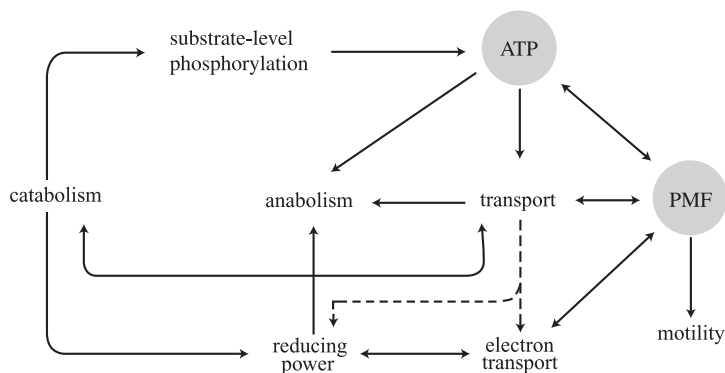 substrate-level
phosphorylation
ATP
catabolism
anabolism
transport
PMF
reducing
power
electron
transport
motility